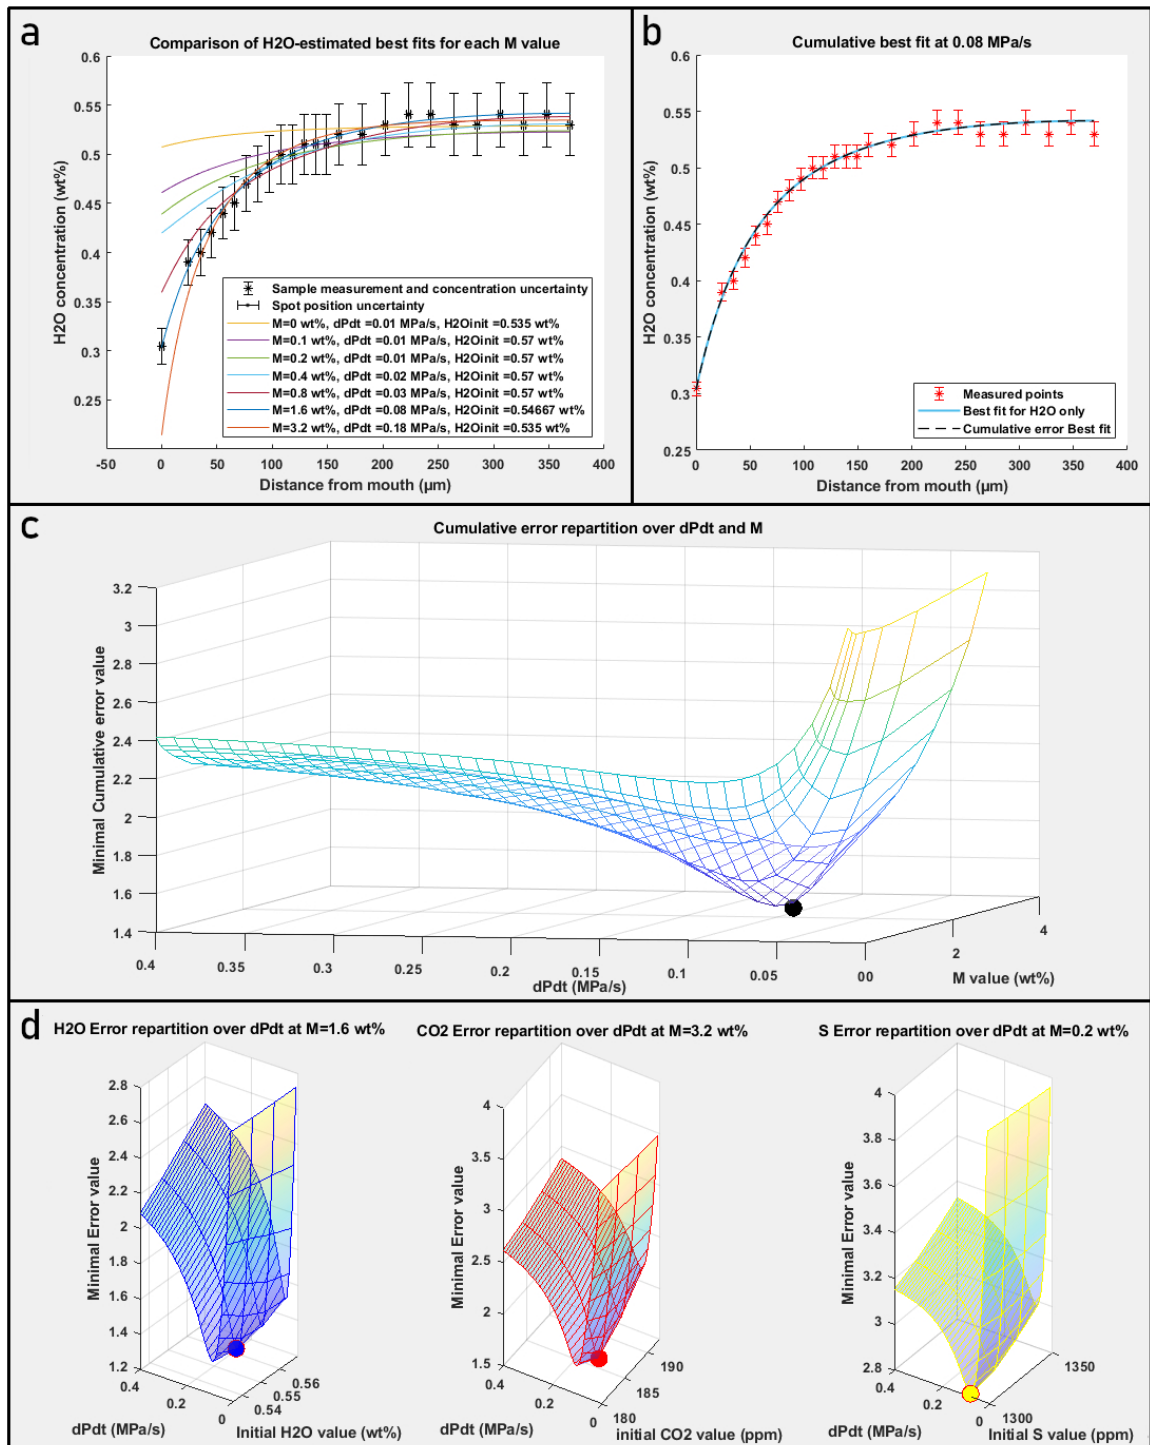 a
Comparison of H2O-estimated best fits for each M value
0.6
0.55
0.5
0.45
0.4
0.35
0.3
0.25
H2O concentration (wt%)
Sample measurement and concentration uncertainty
Spot position uncertainty
M=0 wt%, dPdt =0.01 MPa/s, H2Oinit =0.535 wt%
M=0.1 wt%, dPdt =0.01 MPa/s, H2Oinit =0.57 wt%
M=0.2 wt%, dPdt =0.01 MPa/s, H2Oinit =0.57 wt%
M=0.4 wt%, dPdt =0.02 MPa/s, H2Oinit =0.57 wt%
M=0.8 wt%, dPdt =0.03 MPa/s, H2Oinit =0.57 wt%
M=1.6 wt%, dPdt =0.08 MPa/s, H2Oinit =0.54667 wt%
M=3.2 wt%, dPdt =0.18 MPa/s, H2Oinit =0.535 wt%
-50 0 50 100 150 200 250 300 350 400
Distance from mouth (µm)
b
Cumulative best fit at 0.08 MPa/s
0.6
0.55
0.5
0.45
0.4
0.35
0.3
0.25
H2O concentration (wt%)
Measured points
Best fit for H2O only
Cumulative error Best fit
0 50 100 150 200 250 300 350 400
Distance from mouth (µm)
c
Cumulative error repartition over dPdt and M
3.2
3
2.8
2.6
2.4
2.2
2
1.8
1.6
1.4
Minimal Cumulative error value
0.4 0.35 0.3 0.25 0.2 0.15 0.1 0.05 0
dPdt (MPa/s)
0 2 4
M value (wt%)
d
H2O Error repartition over dPdt at M=1.6 wt%
2.8
2.6
2.4
2.2
2
1.8
1.6
1.4
1.2
Minimal Error value
0.4 0.2 0
dPdt (MPa/s)
0.54 0.55 0.56
Initial H2O value (wt%)
CO2 Error repartition over dPdt at M=3.2 wt%
4
3.5
3
2.5
2
1.5
Minimal Error value
0.4 0.2 0
dPdt (MPa/s)
180 185 190
initial CO2 value (ppm)
S Error repartition over dPdt at M=0.2 wt%
4
3.8
3.6
3.4
3.2
3
2.8
Minimal Error value
0.4 0.2 0
dPdt (MPa/s)
1300 1350
Initial S value (ppm)